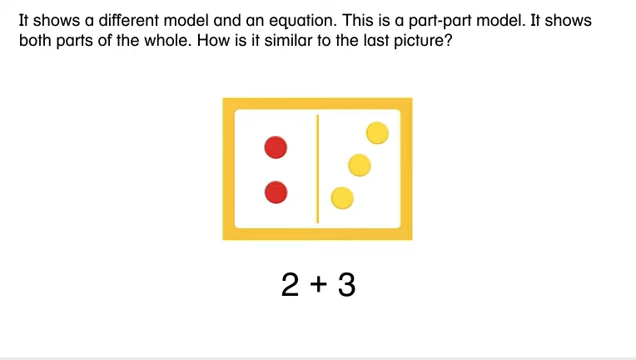 It shows a different model and an equation. This is a part-part model. It shows
both parts of the whole. How is it similar to the last picture?
2 + 3